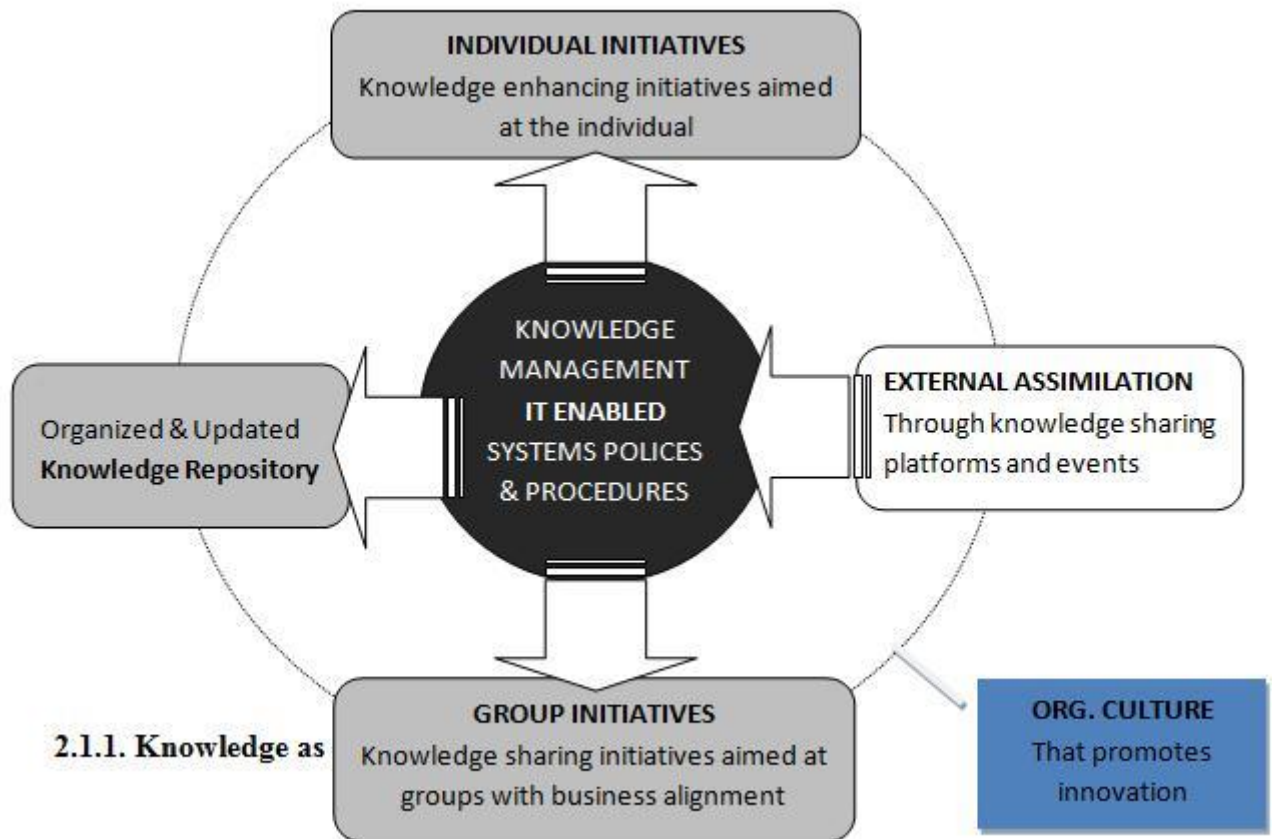 INDIVIDUAL INITIATIVES
Knowledge enhancing initiatives aimed
at the individual
KNOWLEDGE
MANAGEMENT
IT ENABLED
SYSTEMS POLICES
& PROCEDURES
Organized & Updated
Knowledge Repository
EXTERNAL ASSIMILATION
Through knowledge sharing
platforms and events
GROUP INITIATIVES
Knowledge sharing initiatives aimed at
groups with business alignment
2.1.1. Knowledge as
ORG. CULTURE
That promotes
innovation